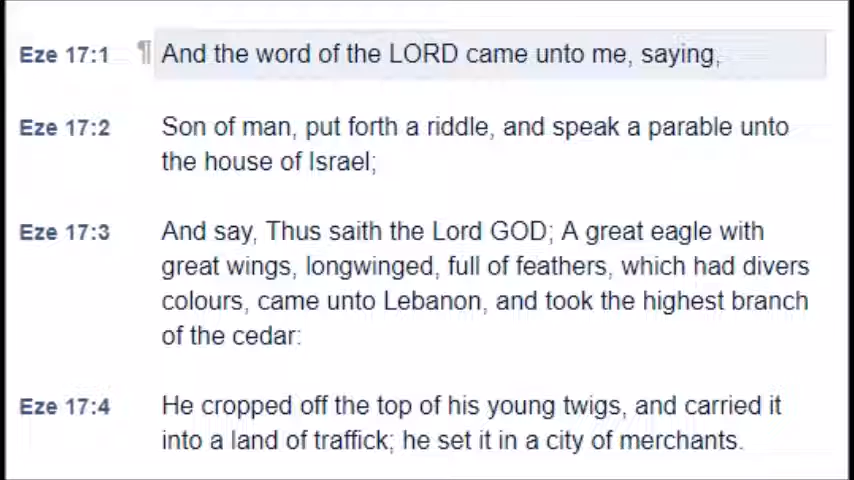 Eze 17:1 ¶ And the word of the LORD came unto me, saying,
Eze 17:2 Son of man, put forth a riddle, and speak a parable unto
the house of Israel;
Eze 17:3 And say, Thus saith the Lord GOD; A great eagle with
great wings, longwinged, full of feathers, which had divers
colours, came unto Lebanon, and took the highest branch
of the cedar:
Eze 17:4 He cropped off the top of his young twigs, and carried it
into a land of traffick; he set it in a city of merchants.